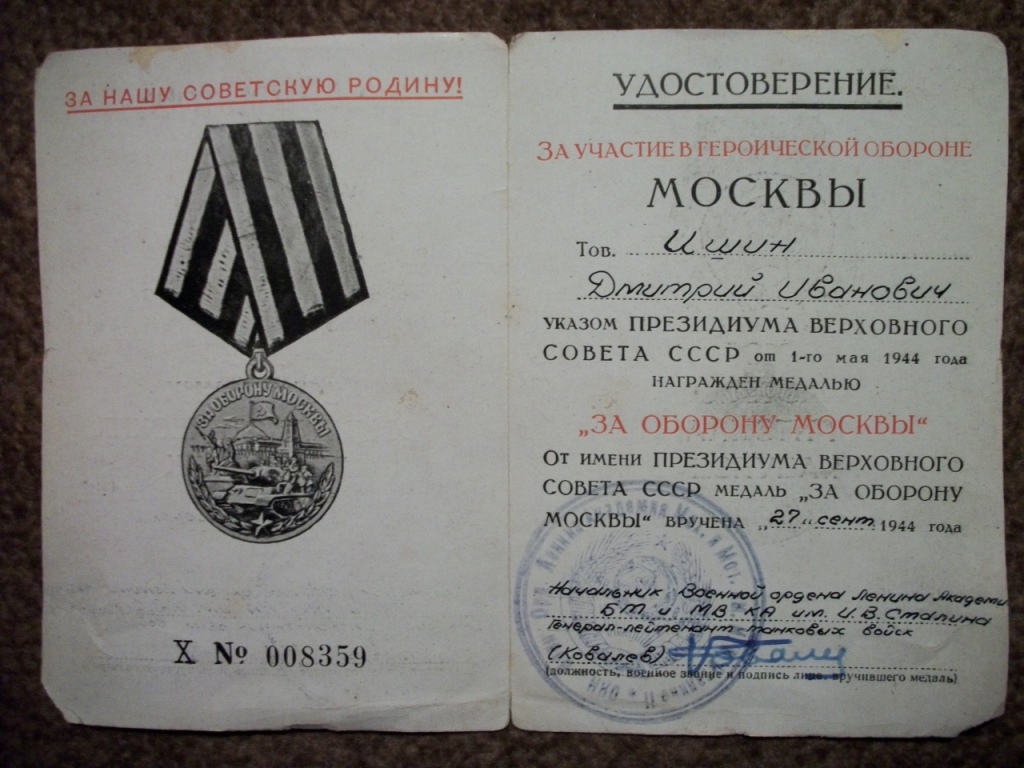 ЗА НАШУ СОВЕТСКУЮ РОДИНУ!
ЗА ОБОРОНУ МОСКВЫ
X № 008359
УДОСТОВЕРЕНИЕ.
ЗА УЧАСТИЕ В ГЕРОИЧЕСКОЙ ОБОРОНЕ
МОСКВЫ
Тов. Ишин
Дмитрий Иванович
УКАЗОМ ПРЕЗИДИУМА ВЕРХОВНОГО
СОВЕТА СССР от 1-го мая 1944 года
НАГРАЖДЕН МЕДАЛЬЮ
„ЗА ОБОРОНУ МОСКВЫ“
От имени ПРЕЗИДИУМА ВЕРХОВНОГО
СОВЕТА СССР МЕДАЛЬ „ЗА ОБОРОНУ
МОСКВЫ“ ВРУЧЕНА „27“ сент. 1944 года
Начальник Военной ордена Ленина Академи
БТ и МВ КА им. И.В.Сталина
Генерал-лейтенант танковых войск
(Ковалев)
(должность, военное звание и подпись лица, вручившего медаль)